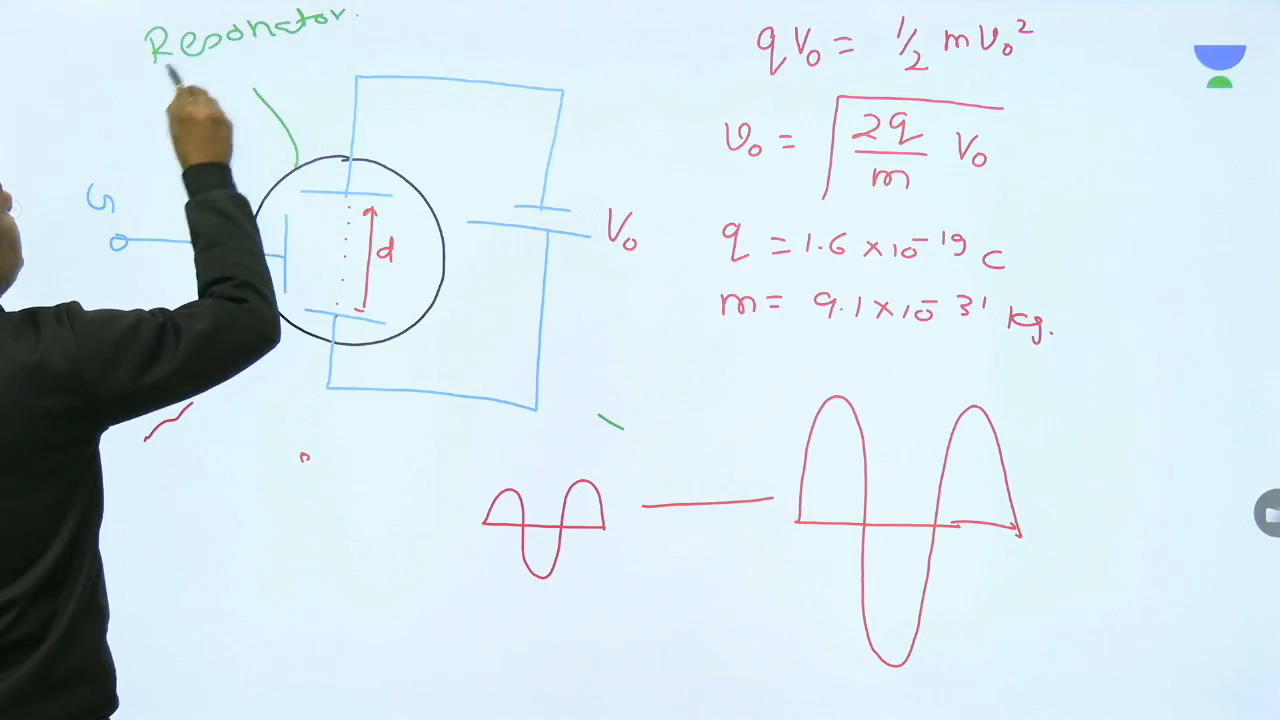 Resonator.
G
d
V₀
qV₀ = ½ mv₀²
v₀ = √(2q/m V₀)
q = 1.6 × 10⁻¹⁹ C
m = 9.1 × 10⁻³¹ kg.